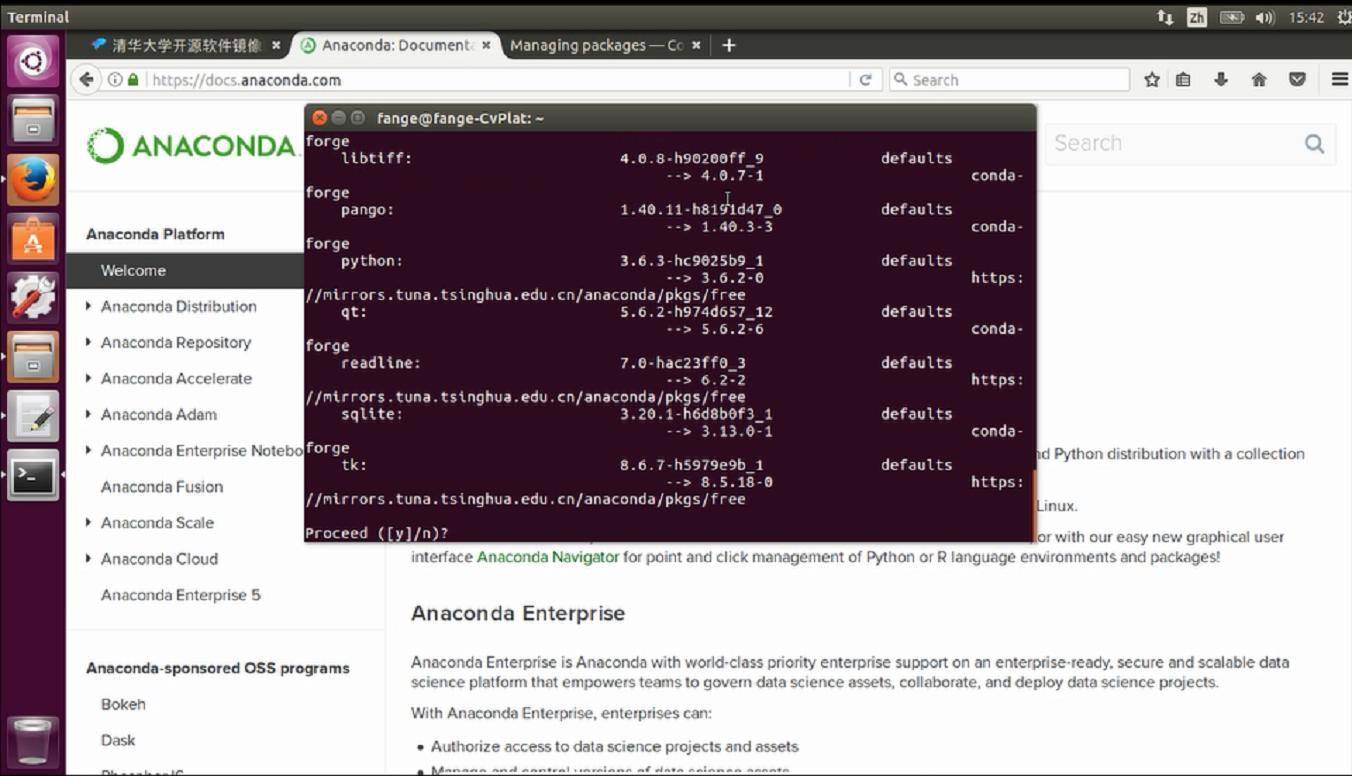 Terminal
Zh
15:42
清华大学开源软件镜像
Anaconda: Documenta
Managing packages — Co
https://docs.anaconda.com
Search
fange@fange-CvPlat: ~
ANACONDA
Search
forge
libtiff: 4.0.8-h90200ff_9 defaults
--> 4.0.7-1 conda-
forge
pango: 1.40.11-h8191d47_0 defaults
--> 1.40.3-3 conda-
forge
python: 3.6.3-hc9025b9_1 defaults
--> 3.6.2-0 https:
//mirrors.tuna.tsinghua.edu.cn/anaconda/pkgs/free
qt: 5.6.2-h974d657_12 defaults
--> 5.6.2-6 conda-
forge
readline: 7.0-hac23ff0_3 defaults
--> 6.2-2 https:
//mirrors.tuna.tsinghua.edu.cn/anaconda/pkgs/free
sqlite: 3.20.1-h6d8b0f3_1 defaults
--> 3.13.0-1 conda-
forge
tk: 8.6.7-h5979e9b_1 defaults
--> 8.5.18-0 https:
//mirrors.tuna.tsinghua.edu.cn/anaconda/pkgs/free
Proceed ([y]/n)?
Anaconda Platform
Welcome
Anaconda Distribution
Anaconda Repository
Anaconda Accelerate
Anaconda Adam
Anaconda Enterprise Notebo
Anaconda Fusion
Anaconda Scale
Anaconda Cloud
Anaconda Enterprise 5
Anaconda-sponsored OSS programs
Bokeh
Dask
nd Python distribution with a collection
Linux.
or with our easy new graphical user
interface Anaconda Navigator for point and click management of Python or R language environments and packages!
Anaconda Enterprise
Anaconda Enterprise is Anaconda with world-class priority enterprise support on an enterprise-ready, secure and scalable data
science platform that empowers teams to govern data science assets, collaborate, and deploy data science projects.
With Anaconda Enterprise, enterprises can:
• Authorize access to data science projects and assets
• Manage and control versions of data science assets